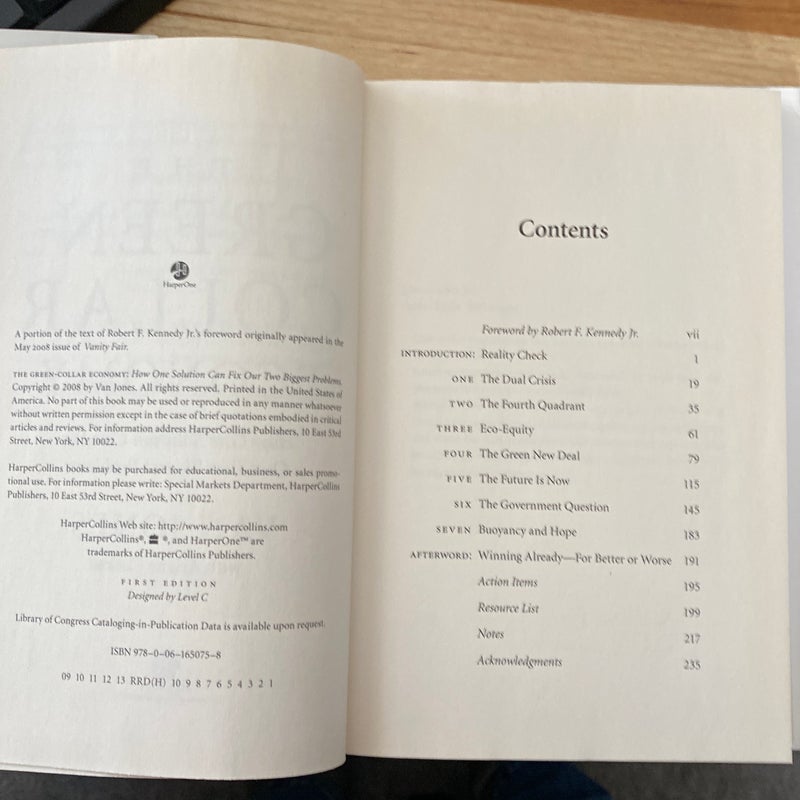 HarperOne
A portion of the text of Robert F. Kennedy Jr.'s foreword originally appeared in the
May 2008 issue of Vanity Fair.
THE GREEN-COLLAR ECONOMY: How One Solution Can Fix Our Two Biggest Problems.
Copyright © 2008 by Van Jones. All rights reserved. Printed in the United States of
America. No part of this book may be used or reproduced in any manner whatsoever
without written permission except in the case of brief quotations embodied in critical
articles and reviews. For information address HarperCollins Publishers, 10 East 53rd
Street, New York, NY 10022.
HarperCollins books may be purchased for educational, business, or sales promo-
tional use. For information please write: Special Markets Department, HarperCollins
Publishers, 10 East 53rd Street, New York, NY 10022.
HarperCollins Web site: http://www.harpercollins.com
HarperCollins®, ®, and HarperOne™ are
trademarks of HarperCollins Publishers.
FIRST EDITION
Designed by Level C
Library of Congress Cataloging-in-Publication Data is available upon request.
ISBN 978–0–06–165075–8
09 10 11 12 13 RRD(H) 10 9 8 7 6 5 4 3 2 1
Contents
Foreword by Robert F. Kennedy Jr. vii
INTRODUCTION: Reality Check 1
ONE The Dual Crisis 19
TWO The Fourth Quadrant 35
THREE Eco-Equity 61
FOUR The Green New Deal 79
FIVE The Future Is Now 115
SIX The Government Question 145
SEVEN Buoyancy and Hope 183
AFTERWORD: Winning Already—For Better or Worse 191
Action Items 195
Resource List 199
Notes 217
Acknowledgments 235